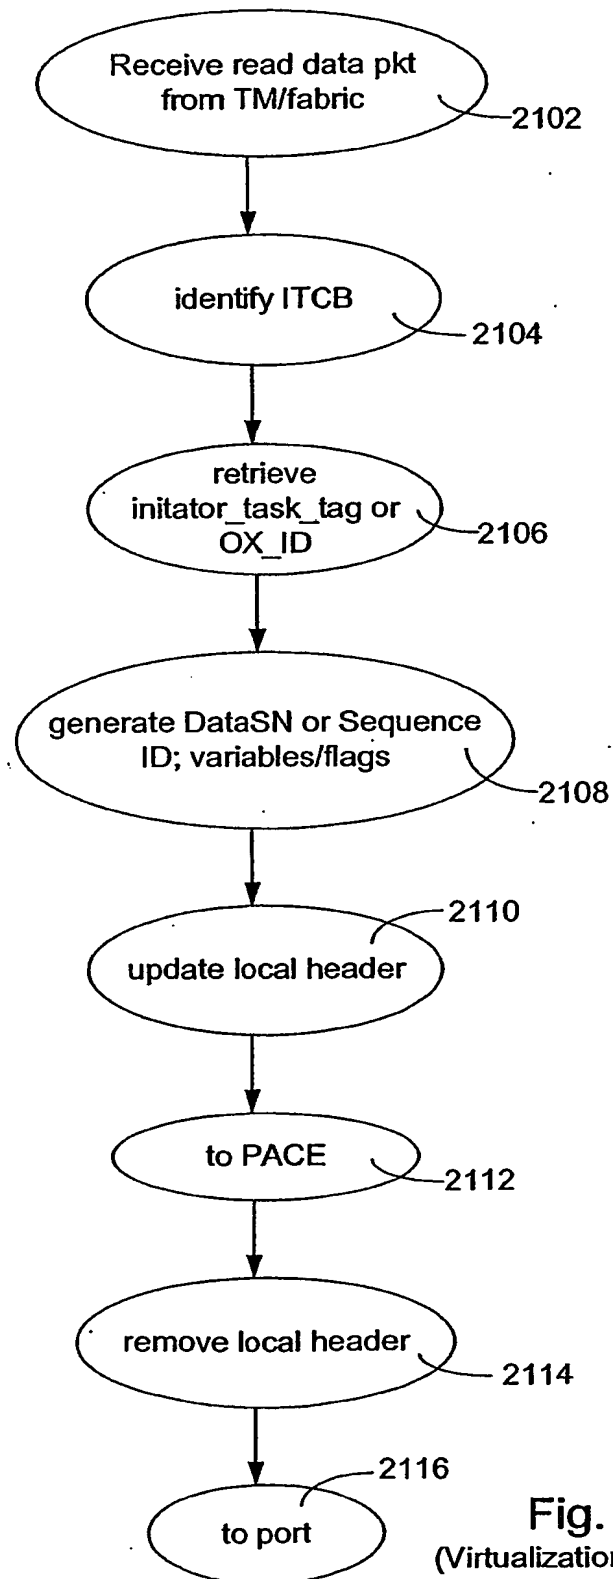 Receive read data pkt
from TM/fabric
2102
identify ITCB
2104
retrieve
initator_task_tag or
OX_ID
2106
generate DataSN or Sequence
ID; variables/flags
2108
2110
update local header
to PACE
2112
remove local header
2114
2116
to port
Fig.
(Virtualization